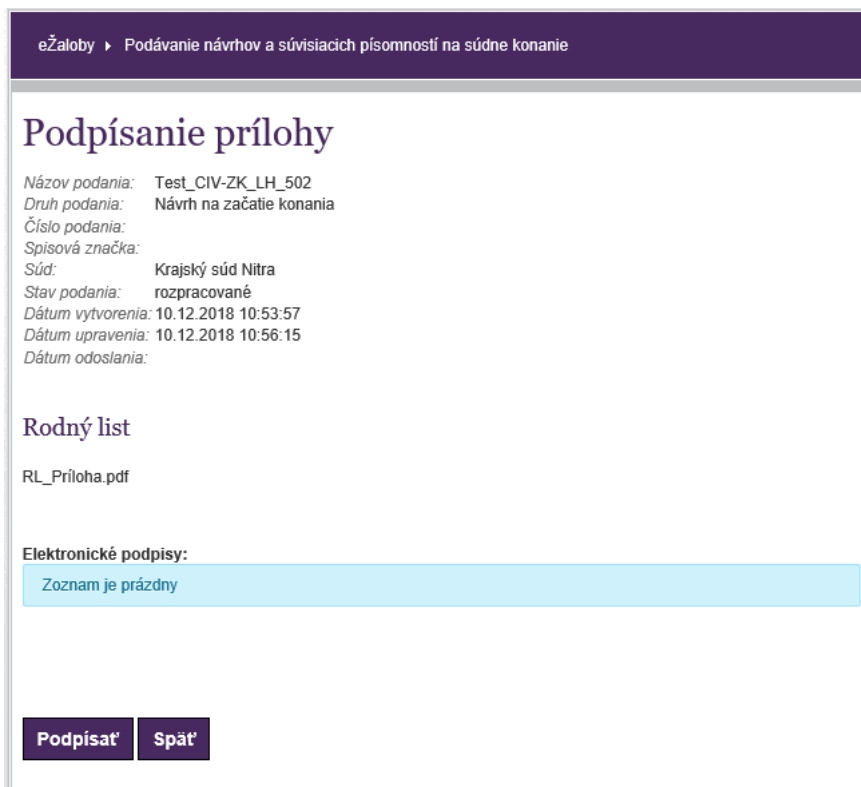 eŽaloby ▸ Podávanie návrhov a súvisiacich písomností na súdne konanie
Podpísanie prílohy
Názov podania: Test_CIV-ZK_LH_502
Druh podania: Návrh na začatie konania
Číslo podania:
Spisová značka:
Súd: Krajský súd Nitra
Stav podania: rozpracované
Dátum vytvorenia: 10.12.2018 10:53:57
Dátum upravenia: 10.12.2018 10:56:15
Dátum odoslania:
Rodný list
RL_Príloha.pdf
Elektronické podpisy:
Zoznam je prázdny
Podpísať Späť